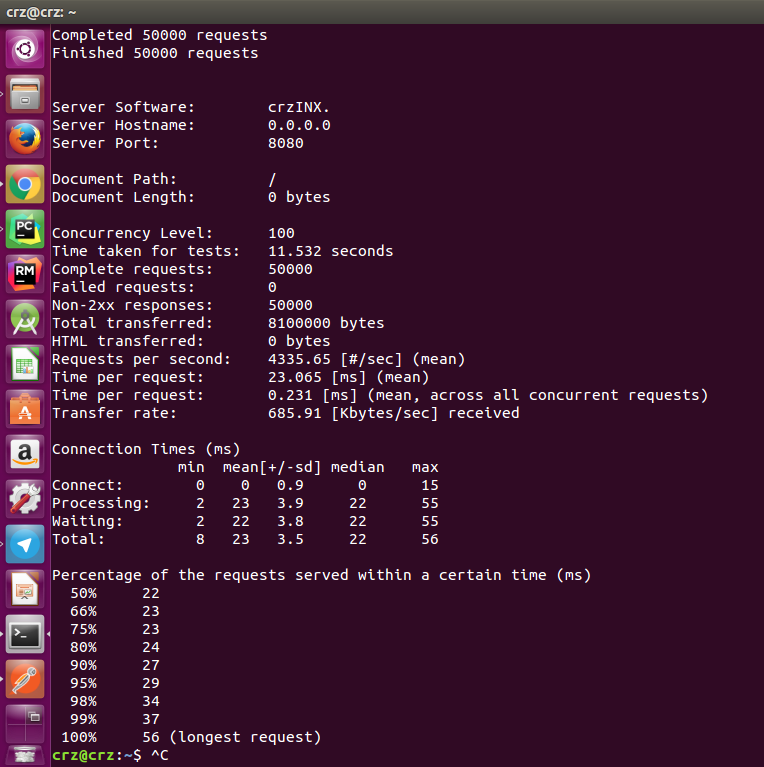 crz@crz: ~
Completed 50000 requests
Finished 50000 requests
Server Software:        crzINX.
Server Hostname:        0.0.0.0
Server Port:            8080
Document Path:          /
Document Length:        0 bytes
Concurrency Level:      100
Time taken for tests:   11.532 seconds
Complete requests:      50000
Failed requests:        0
Non-2xx responses:      50000
Total transferred:      8100000 bytes
HTML transferred:       0 bytes
Requests per second:    4335.65 [#/sec] (mean)
Time per request:       23.065 [ms] (mean)
Time per request:       0.231 [ms] (mean, across all concurrent requests)
Transfer rate:          685.91 [Kbytes/sec] received
Connection Times (ms)
              min  mean[+/-sd] median   max
Connect:        0    0   0.9      0      15
Processing:     2   23   3.9     22      55
Waiting:        2   22   3.8     22      55
Total:          8   23   3.5     22      56
Percentage of the requests served within a certain time (ms)
  50%     22
  66%     23
  75%     23
  80%     24
  90%     27
  95%     29
  98%     34
  99%     37
 100%     56 (longest request)
crz@crz:~$ ^C
PC
RM
A
a